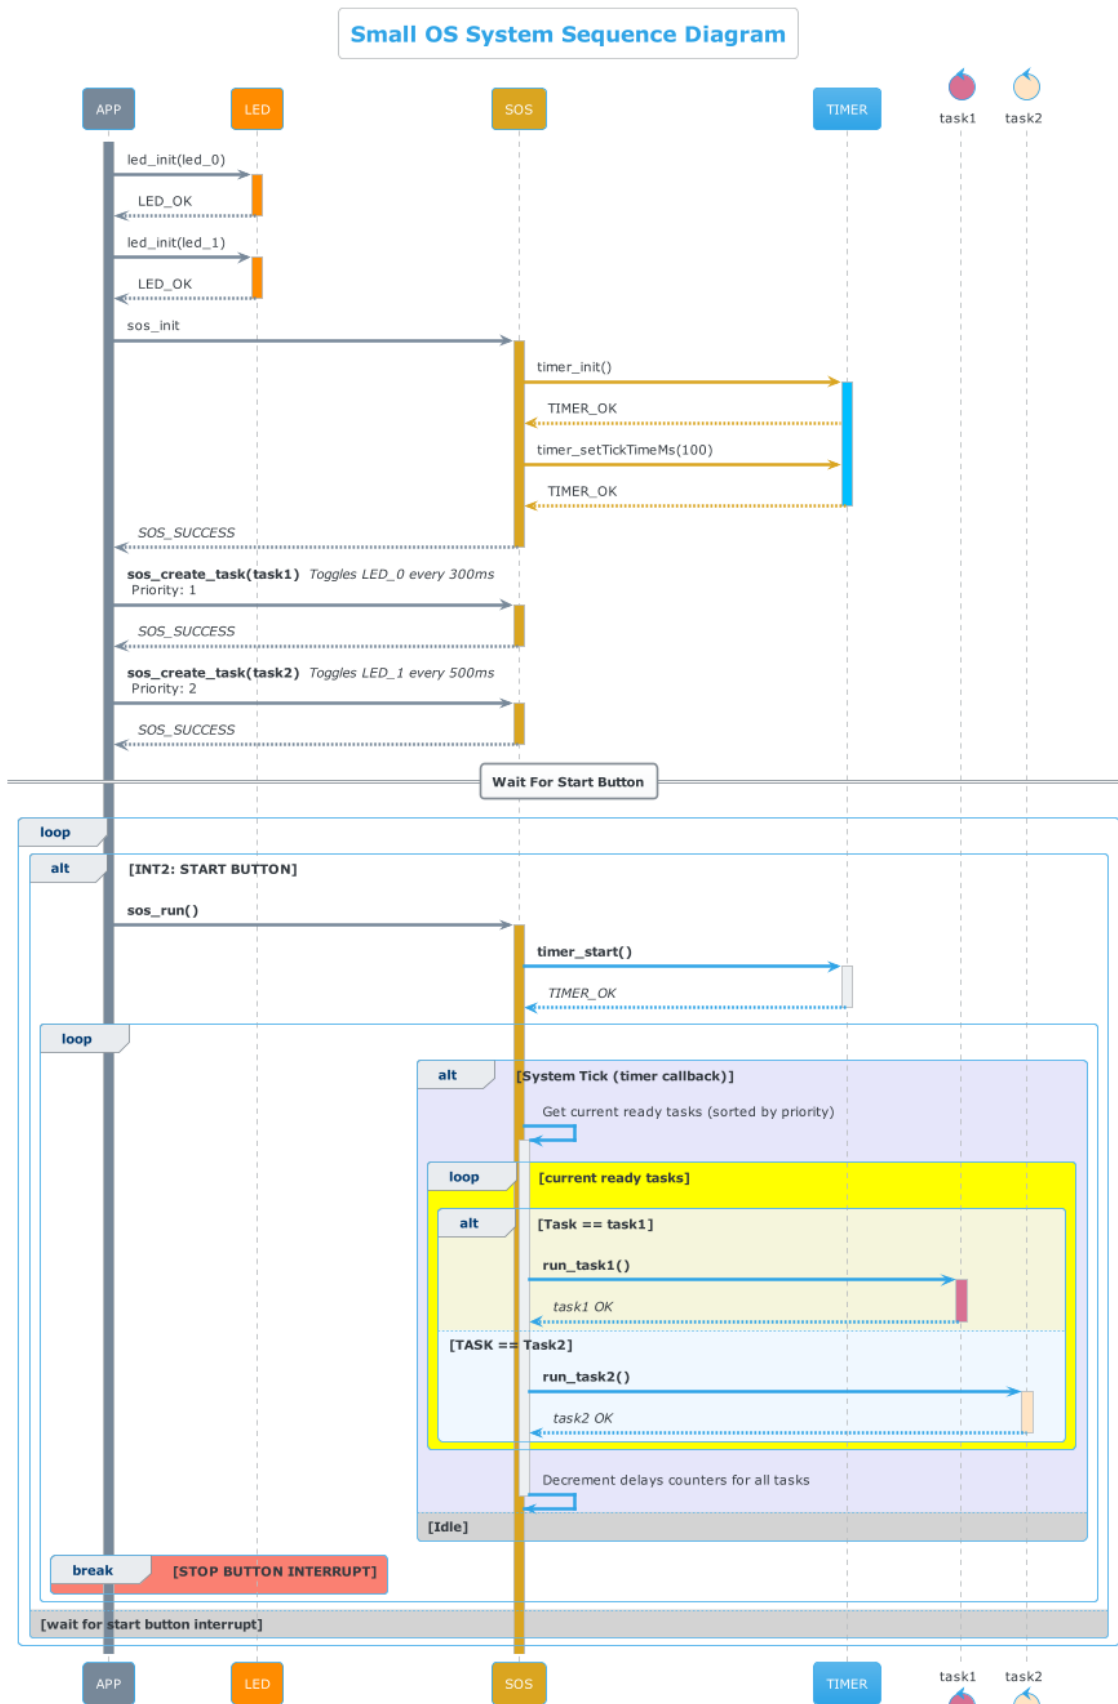 Small OS System Sequence Diagram
APP
LED
SOS
TIMER
task1
task2
led_init(led_0)
LED_OK
led_init(led_1)
LED_OK
sos_init
timer_init()
TIMER_OK
timer_setTickTimeMs(100)
TIMER_OK
SOS_SUCCESS
sos_create_task(task1) Toggles LED_0 every 300ms
Priority: 1
SOS_SUCCESS
sos_create_task(task2) Toggles LED_1 every 500ms
Priority: 2
SOS_SUCCESS
Wait For Start Button
loop
alt [INT2: START BUTTON]
sos_run()
timer_start()
TIMER_OK
loop
alt [System Tick (timer callback)]
Get current ready tasks (sorted by priority)
loop [current ready tasks]
alt [Task == task1]
run_task1()
task1 OK
[TASK == Task2]
run_task2()
task2 OK
Decrement delays counters for all tasks
[Idle]
break [STOP BUTTON INTERRUPT]
[wait for start button interrupt]
APP
LED
SOS
TIMER
task1
task2